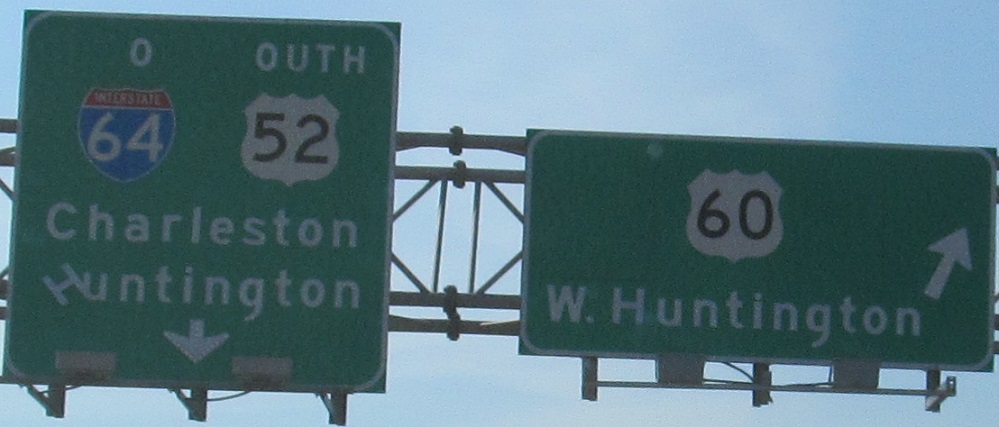 O OUTH
INTERSTATE
64 52
Charleston
Huntington
60
W. Huntington